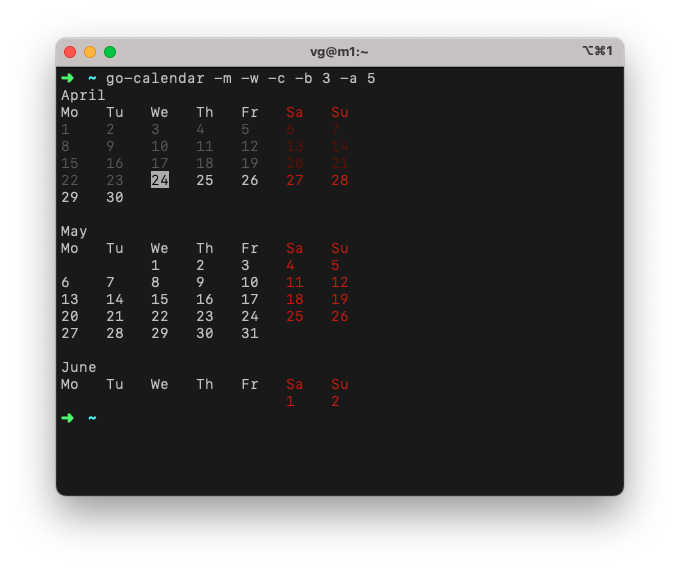 vg@m1:~ ⌥⌘1
➜ ~ go-calendar -m -w -c -b 3 -a 5
April
Mo Tu We Th Fr Sa Su
1 2 3 4 5 6 7
8 9 10 11 12 13 14
15 16 17 18 19 20 21
22 23 24 25 26 27 28
29 30
May
Mo Tu We Th Fr Sa Su
1 2 3 4 5
6 7 8 9 10 11 12
13 14 15 16 17 18 19
20 21 22 23 24 25 26
27 28 29 30 31
June
Mo Tu We Th Fr Sa Su
1 2
➜ ~